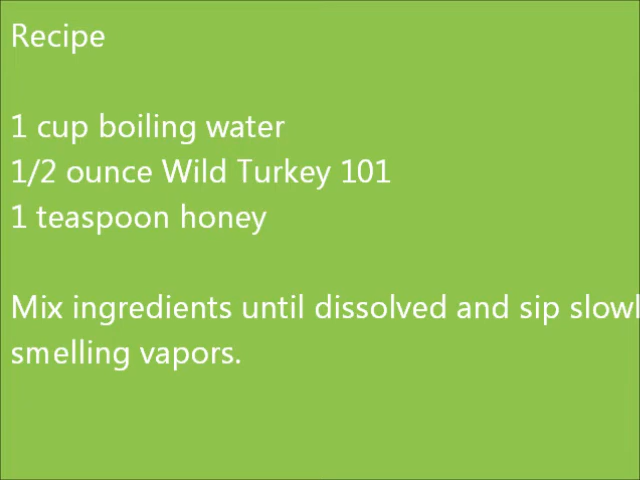 Recipe
1 cup boiling water
1/2 ounce Wild Turkey 101
1 teaspoon honey
Mix ingredients until dissolved and sip slowl
smelling vapors.